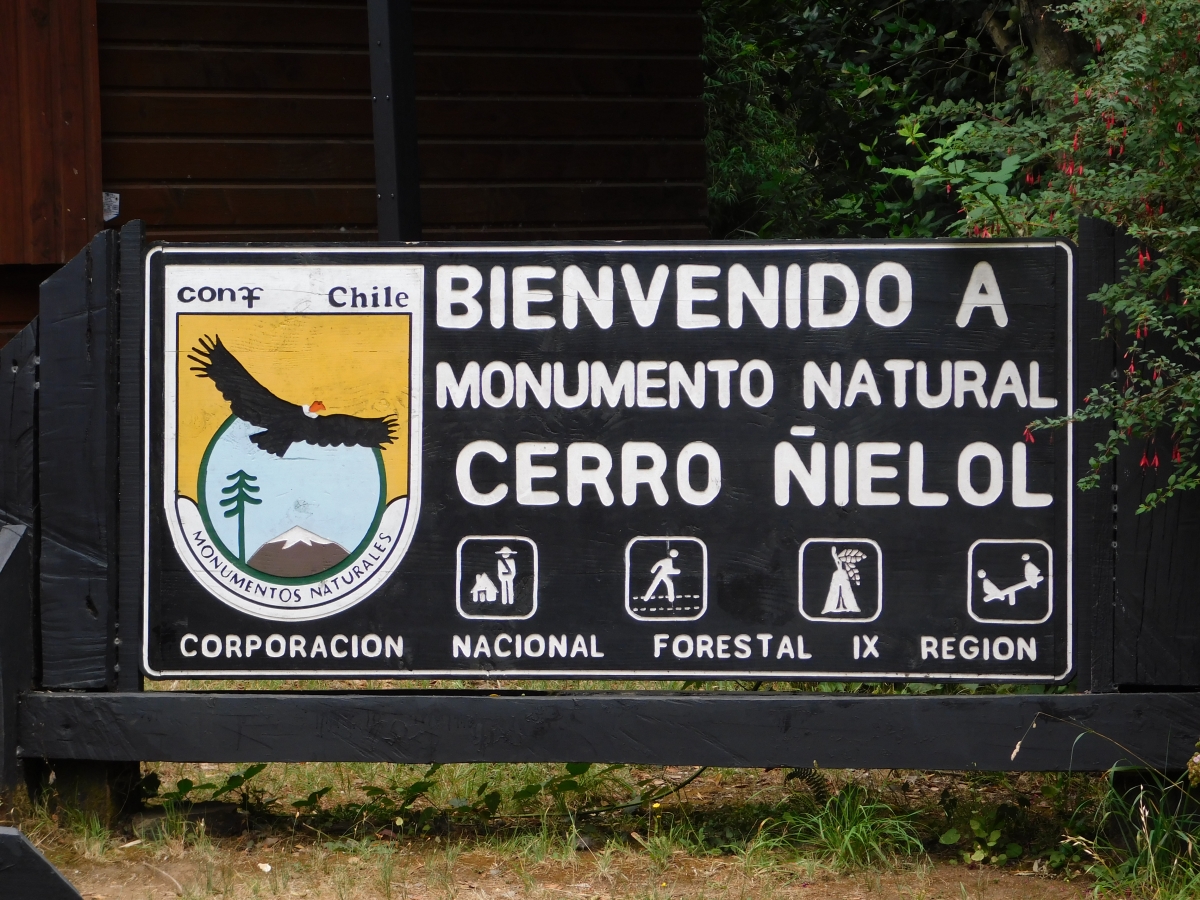 conaf Chile
BIENVENIDO A
MONUMENTO NATURAL
CERRO ÑIELOL
MONUMENTOS NATURALES
CORPORACION NACIONAL FORESTAL IX REGION